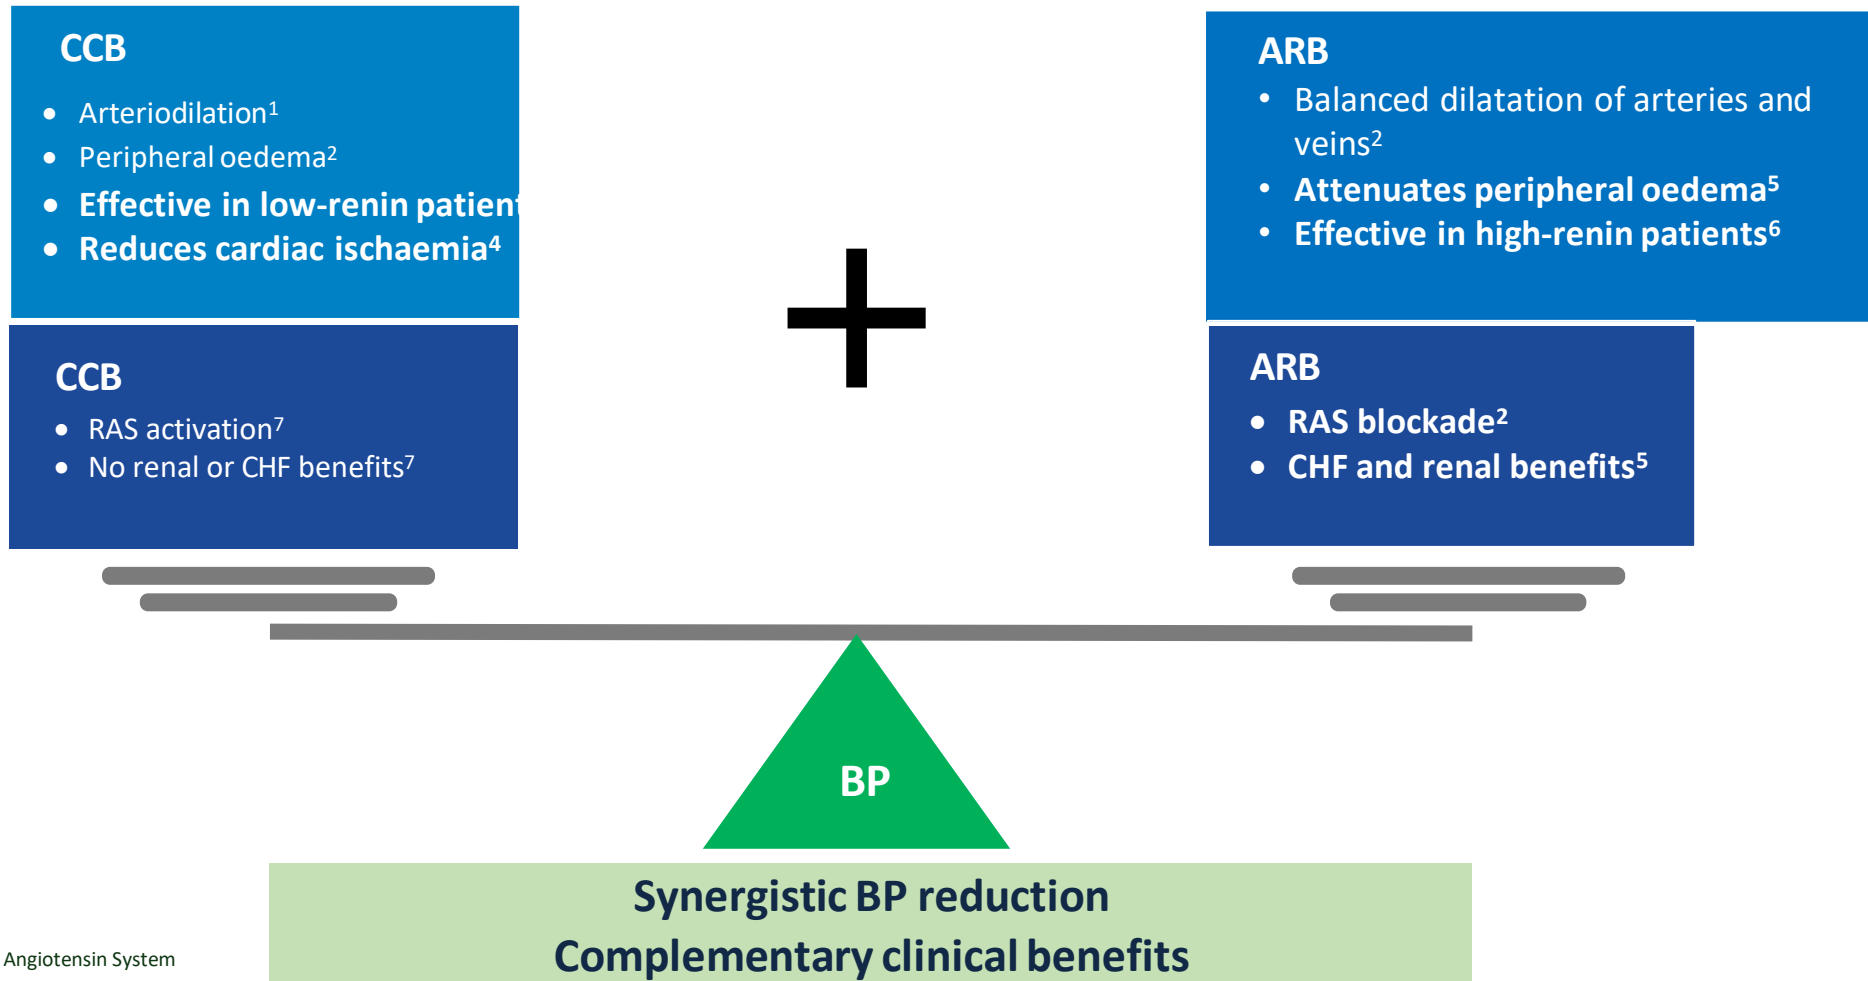 CCB
• Arteriodilation¹
• Peripheral oedema²
• Effective in low-renin patient
• Reduces cardiac ischaemia⁴
CCB
• RAS activation⁷
• No renal or CHF benefits⁷
ARB
• Balanced dilatation of arteries and
veins²
• Attenuates peripheral oedema⁵
• Effective in high-renin patients⁶
ARB
• RAS blockade²
• CHF and renal benefits⁵
BP
Synergistic BP reduction
Complementary clinical benefits
Angiotensin System